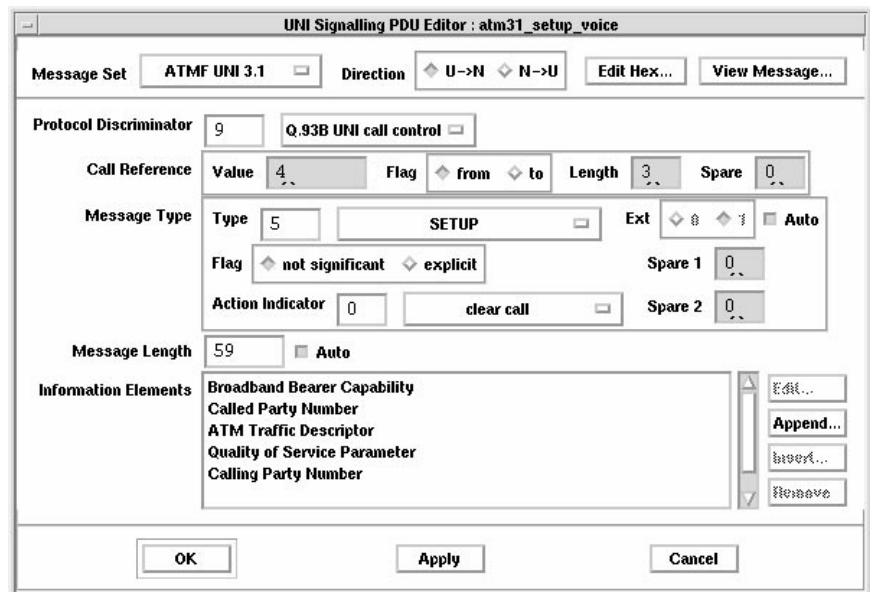 UNI Signalling PDU Editor : atm31_setup_voice
Message Set ATMF UNI 3.1 Direction U->N N->U Edit Hex... View Message...
Protocol Discriminator 9 Q.93B UNI call control
Call Reference Value 4 Flag from to Length 3 Spare 0
Message Type Type 5 SETUP Ext 0 1 Auto
Flag not significant explicit Spare 1 0
Action Indicator 0 clear call Spare 2 0
Message Length 59 Auto
Information Elements Broadband Bearer Capability Edit...
Called Party Number
ATM Traffic Descriptor Append...
Quality of Service Parameter Insert...
Calling Party Number Remove
OK Apply Cancel